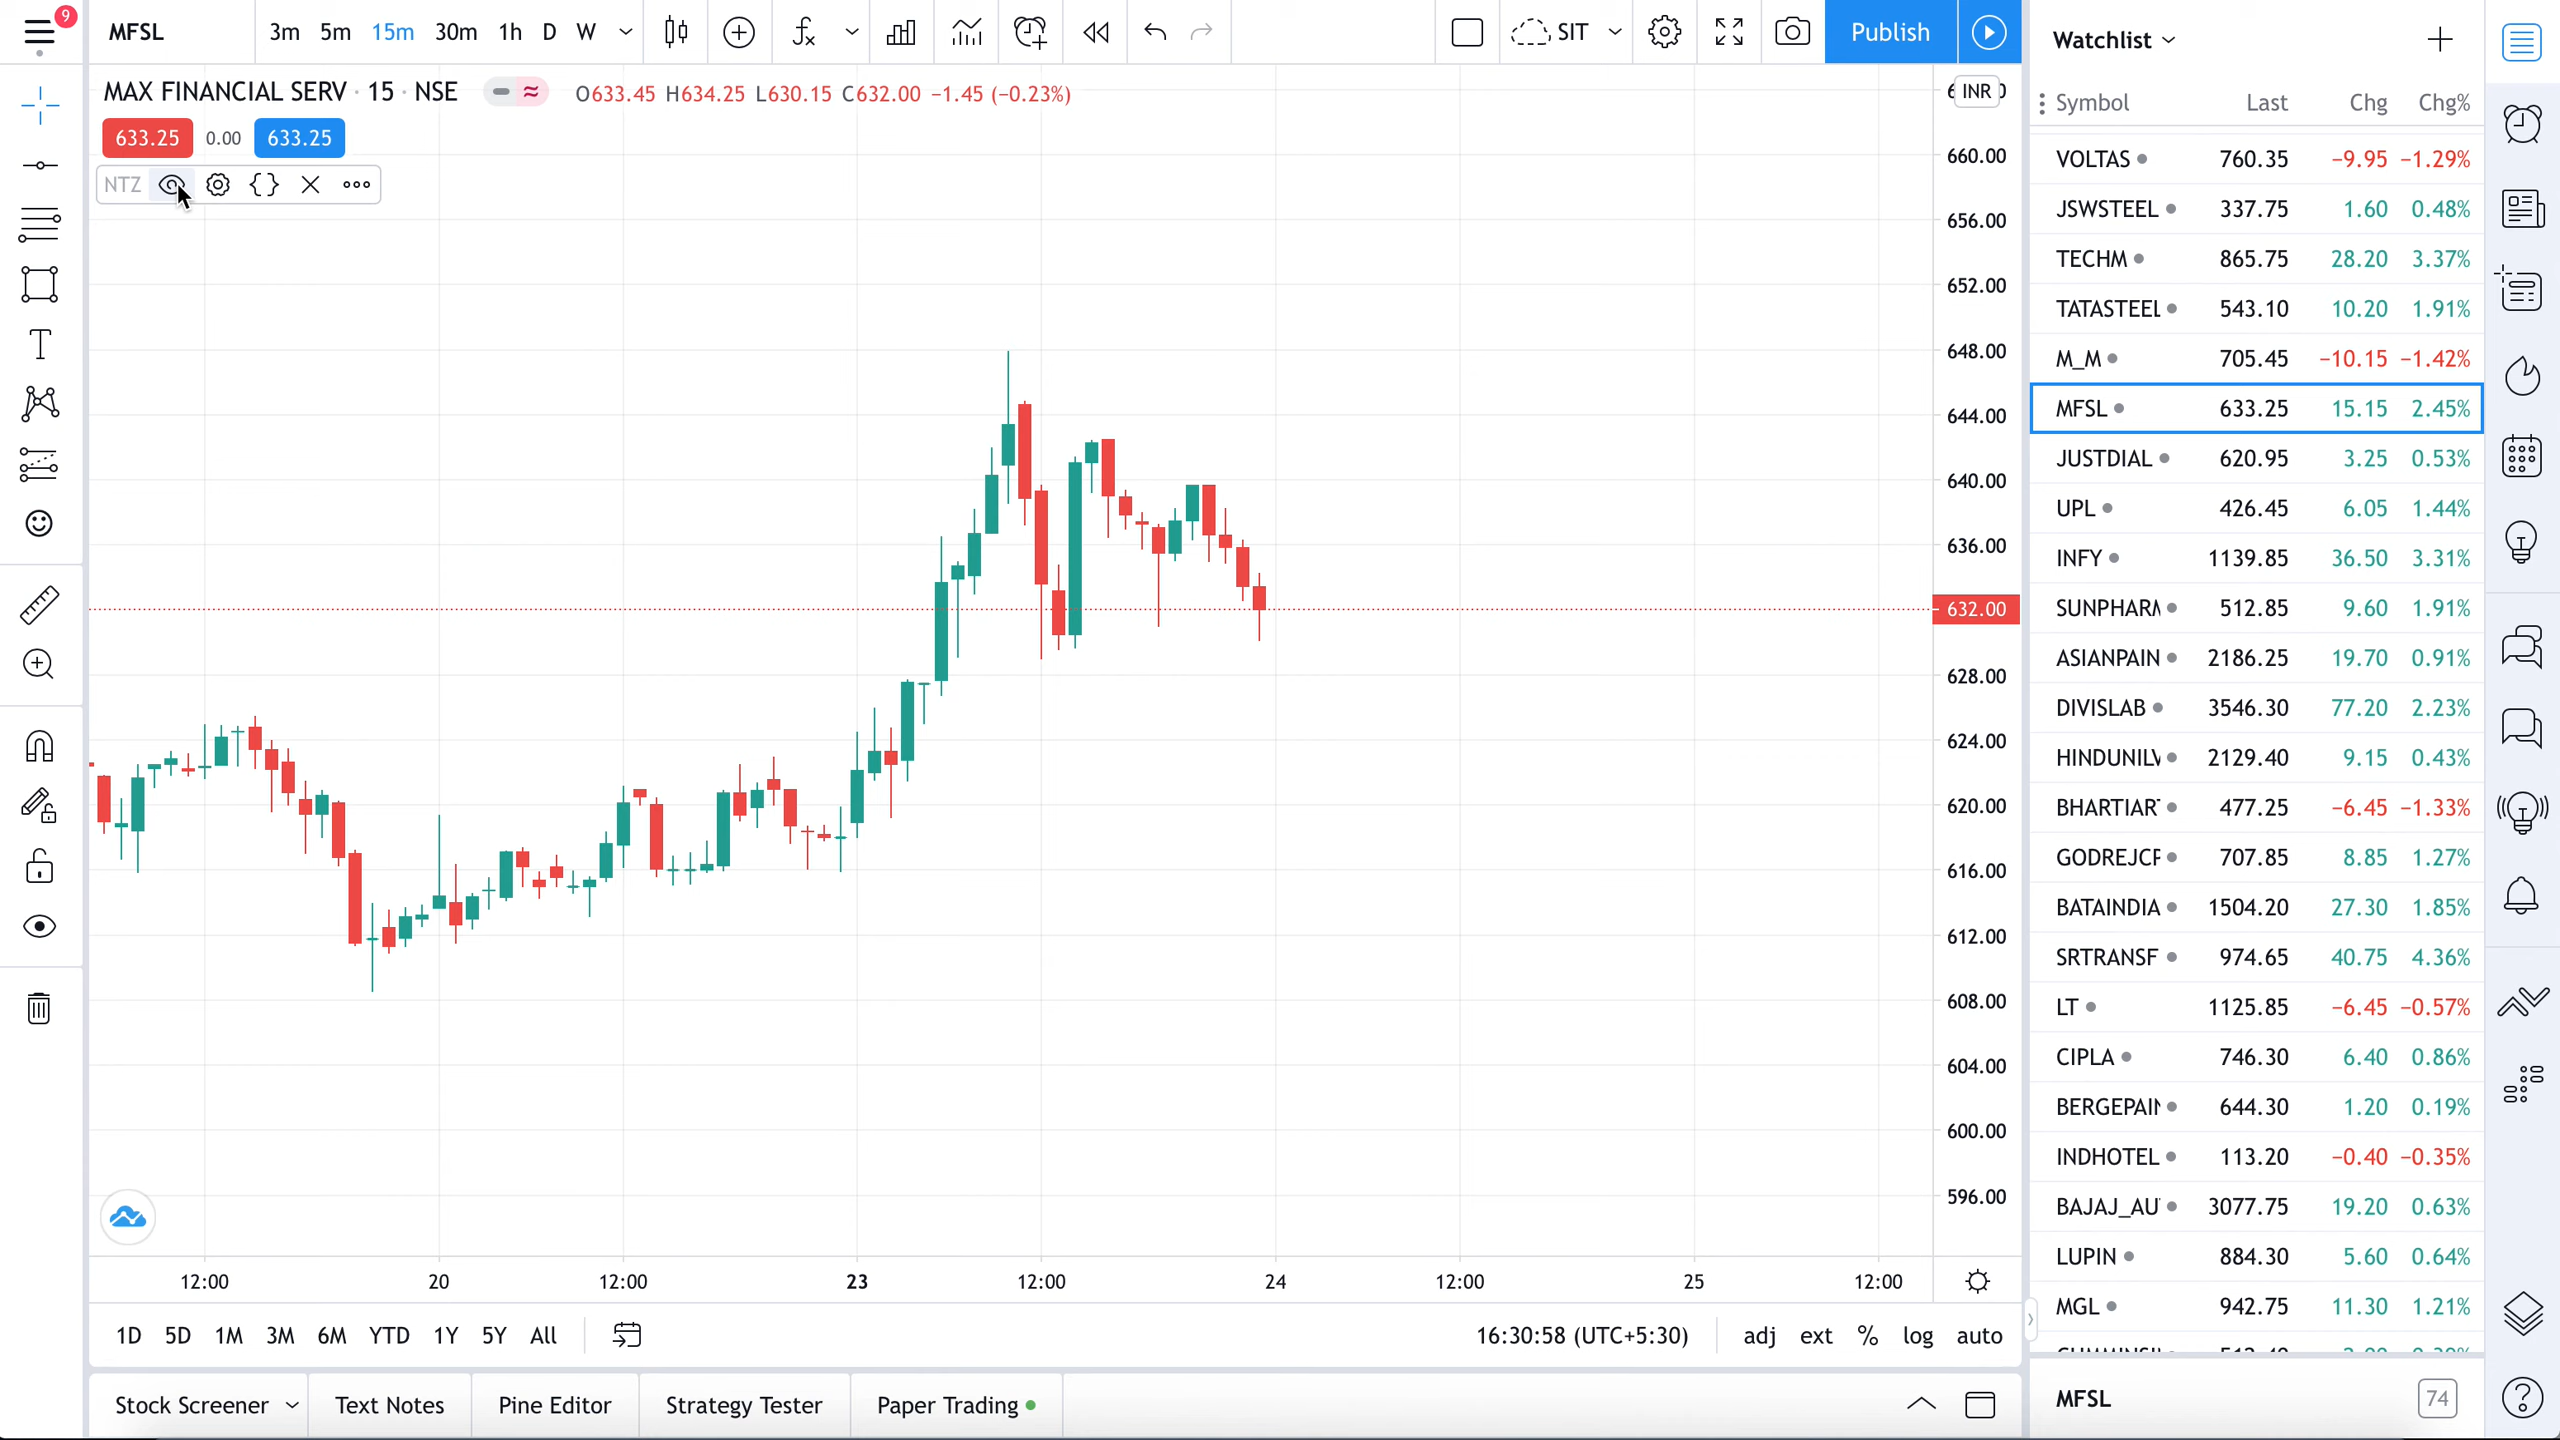 9
MFSL
3m 5m 15m 30m 1h D W
SIT
Publish
MAX FINANCIAL SERV · 15 · NSE
O633.45 H634.25 L630.15 C632.00 −1.45 (−0.23%)
633.25 0.00 633.25
NTZ
INR
660.00
656.00
652.00
648.00
644.00
640.00
636.00
632.00
628.00
624.00
620.00
616.00
612.00
608.00
604.00
600.00
596.00
12:00 20 12:00 23 12:00 24 12:00 25 12:00
1D 5D 1M 3M 6M YTD 1Y 5Y All
16:30:58 (UTC+5:30) adj ext % log auto
Stock Screener Text Notes Pine Editor Strategy Tester Paper Trading
Watchlist
Symbol Last Chg Chg%
VOLTAS 760.35 −9.95 −1.29%
JSWSTEEL 337.75 1.60 0.48%
TECHM 865.75 28.20 3.37%
TATASTEEL 543.10 10.20 1.91%
M_M 705.45 −10.15 −1.42%
MFSL 633.25 15.15 2.45%
JUSTDIAL 620.95 3.25 0.53%
UPL 426.45 6.05 1.44%
INFY 1139.85 36.50 3.31%
SUNPHARM 512.85 9.60 1.91%
ASIANPAIN 2186.25 19.70 0.91%
DIVISLAB 3546.30 77.20 2.23%
HINDUNILV 2129.40 9.15 0.43%
BHARTIART 477.25 −6.45 −1.33%
GODREJCP 707.85 8.85 1.27%
BATAINDIA 1504.20 27.30 1.85%
SRTRANSF 974.65 40.75 4.36%
LT 1125.85 −6.45 −0.57%
CIPLA 746.30 6.40 0.86%
BERGEPAIN 644.30 1.20 0.19%
INDHOTEL 113.20 −0.40 −0.35%
BAJAJ_AU 3077.75 19.20 0.63%
LUPIN 884.30 5.60 0.64%
MGL 942.75 11.30 1.21%
MFSL 74